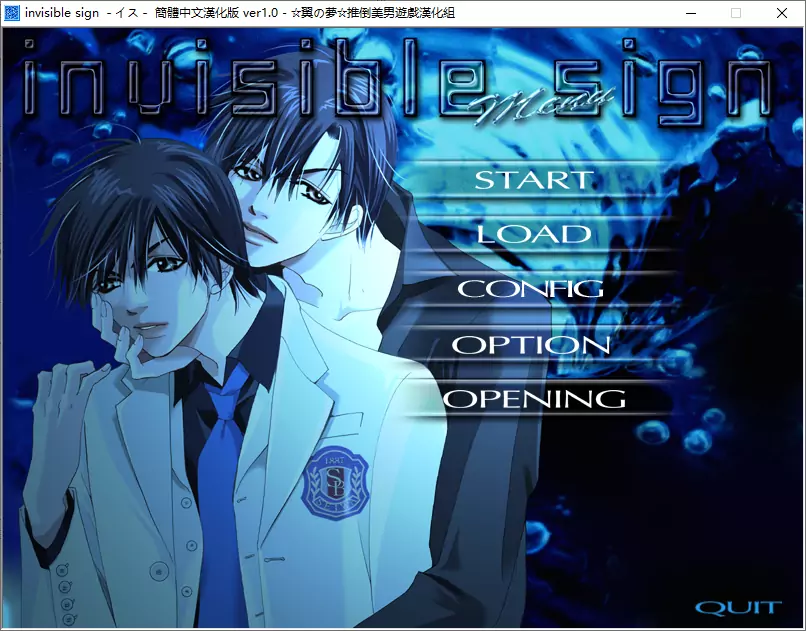 invisible sign - イス - 簡體中文漢化版 ver1.0 - ☆翼の夢☆推倒美男遊戲漢化組
invisible sign
Menu
START
LOAD
CONFIG
OPTION
OPENING
QUIT